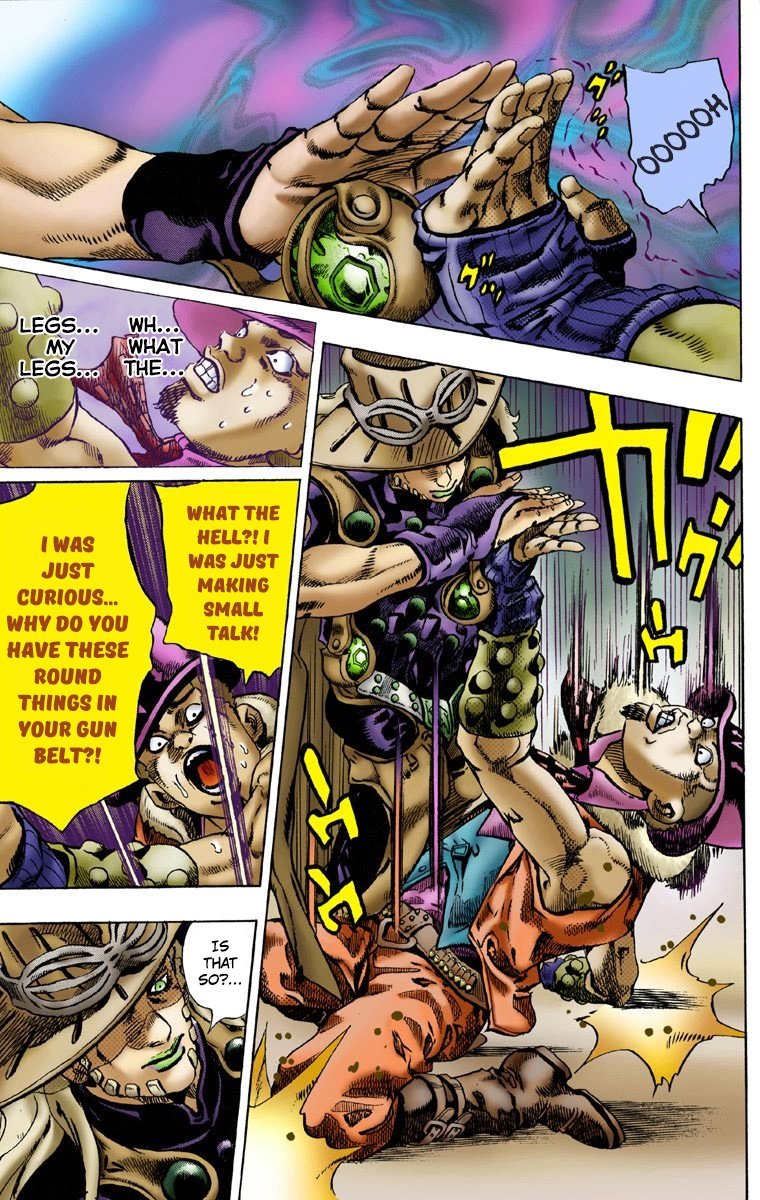 OOOOOH
WH...
WHAT
THE...
LEGS...
MY
LEGS...
WHAT THE
HELL?! I
WAS JUST
MAKING
SMALL
TALK!
I WAS
JUST
CURIOUS...
WHY DO YOU
HAVE THESE
ROUND
THINGS IN
YOUR GUN
BELT?!
IS
THAT
SO?...